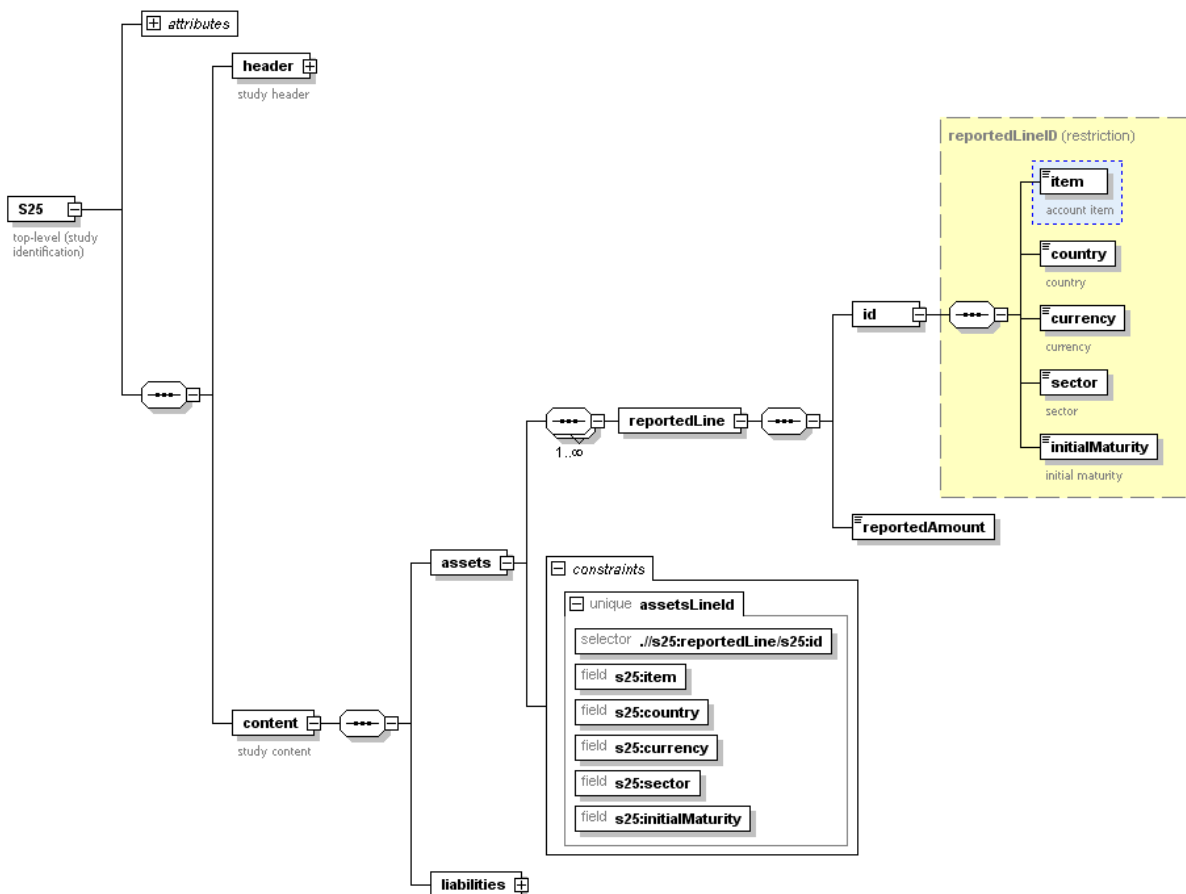 attributes
header
study header
S25
top-level (study
identification)
reportedLineID (restriction)
item
account item
country
country
currency
currency
sector
sector
initialMaturity
initial maturity
id
reportedLine
1..∞
reportedAmount
assets
constraints
unique assetsLineId
selector .//s25:reportedLine/s25:id
field s25:item
field s25:country
field s25:currency
field s25:sector
field s25:initialMaturity
content
study content
liabilities